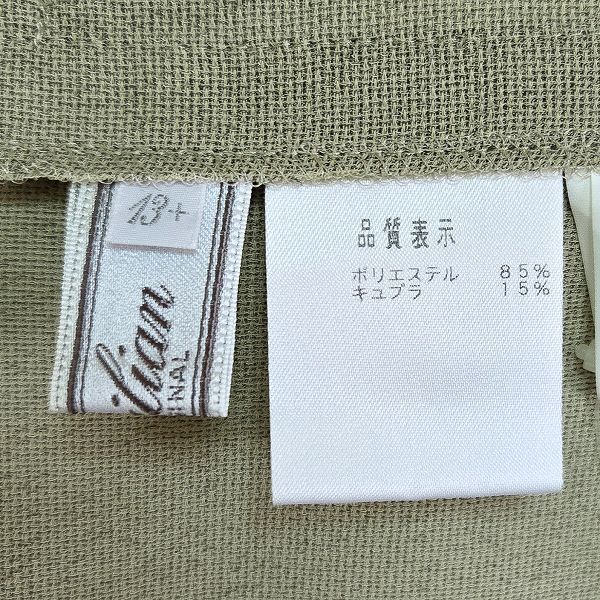 13+
品質表示
ポリエステル 85%
キュプラ 15%